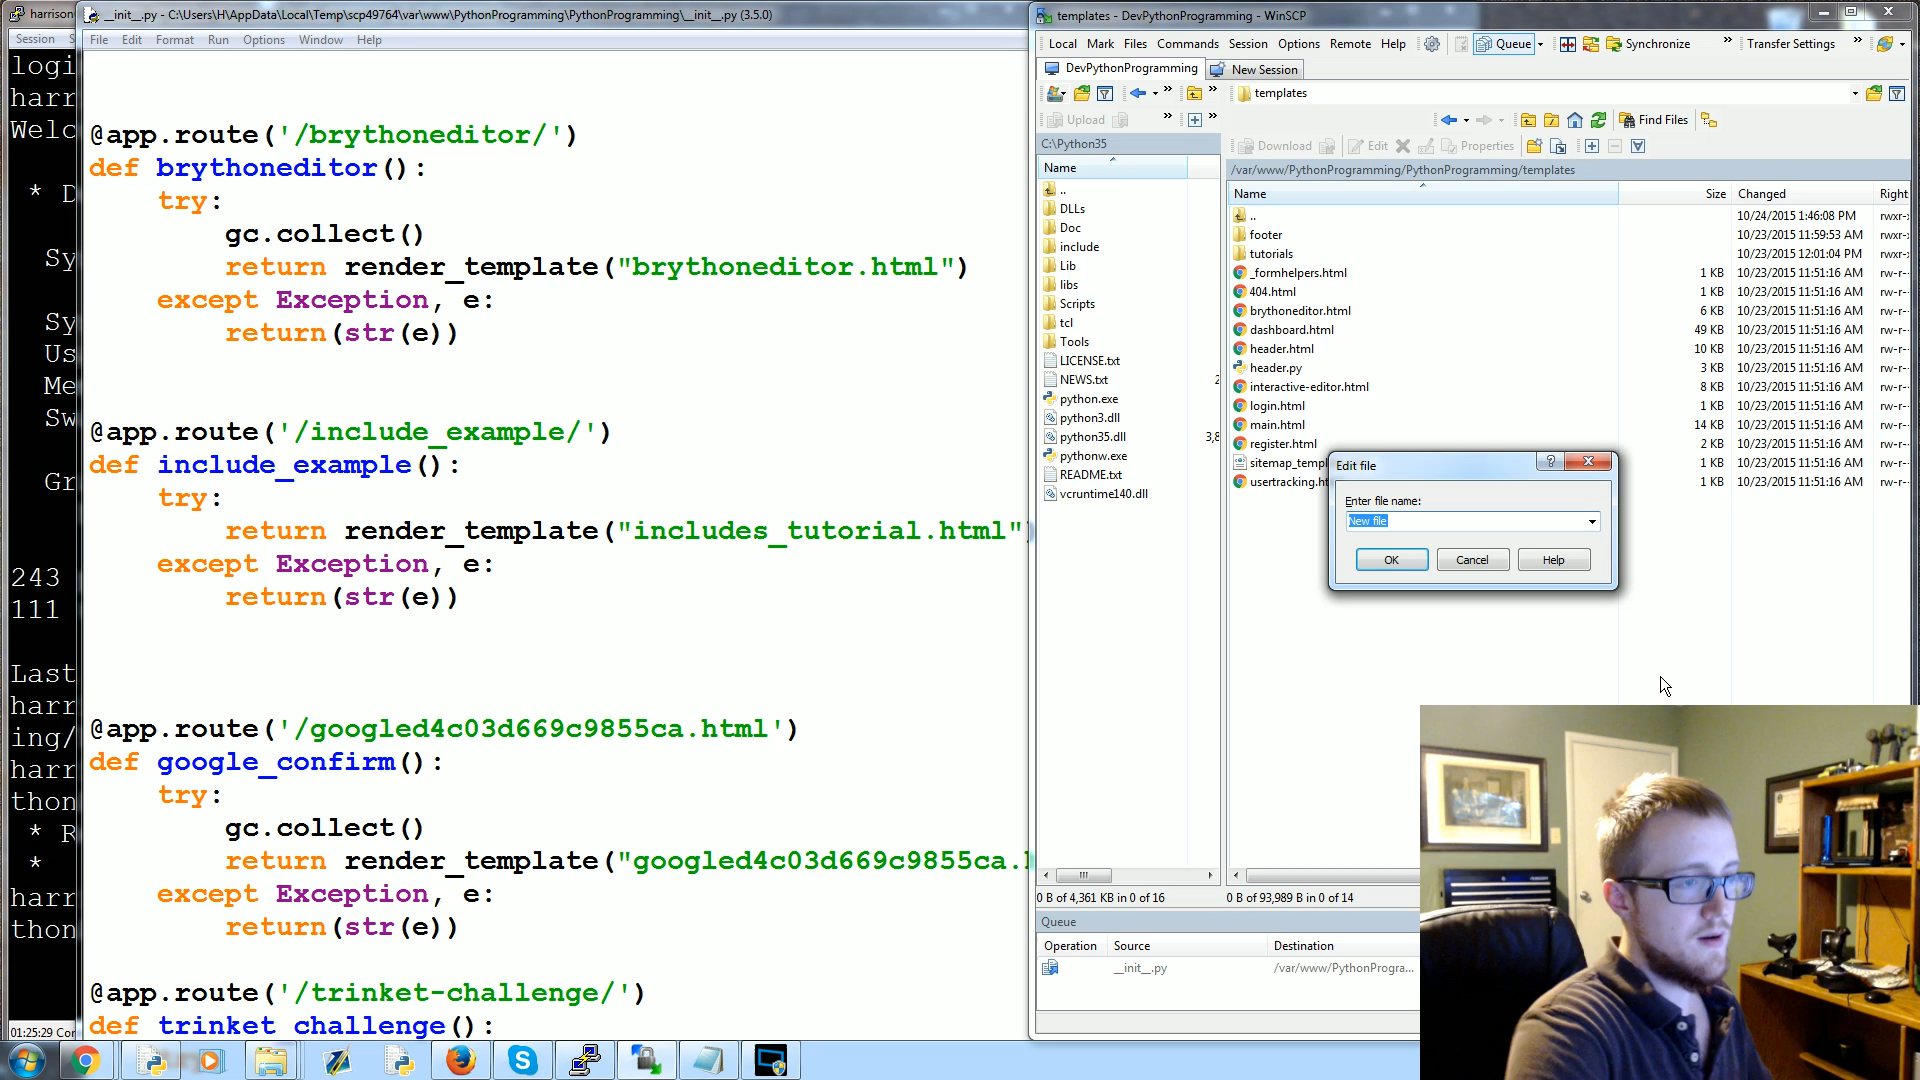 harrison
Session S
logi
harr
Welc
* D
Sy
Sy
Us
Me
Sw
Gr
243
111
Last
harr
ing/
harr
thon
* R
*
harr
thon
01:25:29 Cor
__init__.py - C:\Users\H\AppData\Local\Temp\scp49764\var\www\PythonProgramming\PythonProgramming\__init__.py (3.5.0)
File Edit Format Run Options Window Help
@app.route('/brythoneditor/')
def brythoneditor():
try:
gc.collect()
return render_template("brythoneditor.html")
except Exception, e:
return(str(e))
@app.route('/include_example/')
def include_example():
try:
return render_template("includes_tutorial.html")
except Exception, e:
return(str(e))
@app.route('/googled4c03d669c9855ca.html')
def google_confirm():
try:
gc.collect()
return render_template("googled4c03d669c9855ca.h
except Exception, e:
return(str(e))
@app.route('/trinket-challenge/')
def trinket_challenge():
templates - DevPythonProgramming - WinSCP
Local Mark Files Commands Session Options Remote Help Queue Synchronize » Transfer Settings »
DevPythonProgramming New Session
» » templates
Upload » Find Files
C:\Python35 Download Edit Properties
/var/www/PythonProgramming/PythonProgramming/templates
Name
..
DLLs
Doc
include
Lib
libs
Scripts
tcl
Tools
LICENSE.txt
NEWS.txt 2
python.exe
python3.dll
python35.dll 3,8
pythonw.exe
README.txt
vcruntime140.dll
0 B of 4,361 KB in 0 of 16
Name Size Changed Right
.. 10/24/2015 1:46:08 PM rwxr-x
footer 10/23/2015 11:59:53 AM rwxr-x
tutorials 10/23/2015 12:01:04 PM rwxr-x
_formhelpers.html 1 KB 10/23/2015 11:51:16 AM rw-r--
404.html 1 KB 10/23/2015 11:51:16 AM rw-r--
brythoneditor.html 6 KB 10/23/2015 11:51:16 AM rw-r--
dashboard.html 49 KB 10/23/2015 11:51:16 AM rw-r--
header.html 10 KB 10/23/2015 11:51:16 AM rw-r--
header.py 3 KB 10/23/2015 11:51:16 AM rw-r--
interactive-editor.html 8 KB 10/23/2015 11:51:16 AM rw-r--
login.html 1 KB 10/23/2015 11:51:16 AM rw-r--
main.html 14 KB 10/23/2015 11:51:16 AM rw-r--
register.html 2 KB 10/23/2015 11:51:16 AM rw-r--
sitemap_templ 1 KB 10/23/2015 11:51:16 AM rw-r--
usertracking.ht 1 KB 10/23/2015 11:51:16 AM rw-r--
0 B of 93,989 B in 0 of 14
Edit file
Enter file name:
New file
OK Cancel Help
Queue
Operation Source Destination
__init__.py /var/www/PythonProgra...